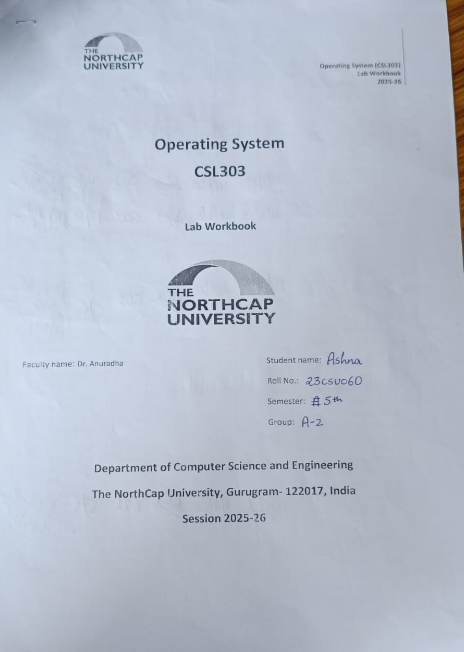 THE
NORTHCAP
UNIVERSITY
Operating System (CSL303)
Lab Workbook
2025-26
Operating System
CSL303
Lab Workbook
THE
NORTHCAP
UNIVERSITY
Faculty name: Dr. Anuradha
Student name: Ashna
Roll No.: 23CSU060
Semester: 5th
Group: A-2
Department of Computer Science and Engineering
The NorthCap University, Gurugram- 122017, India
Session 2025-26